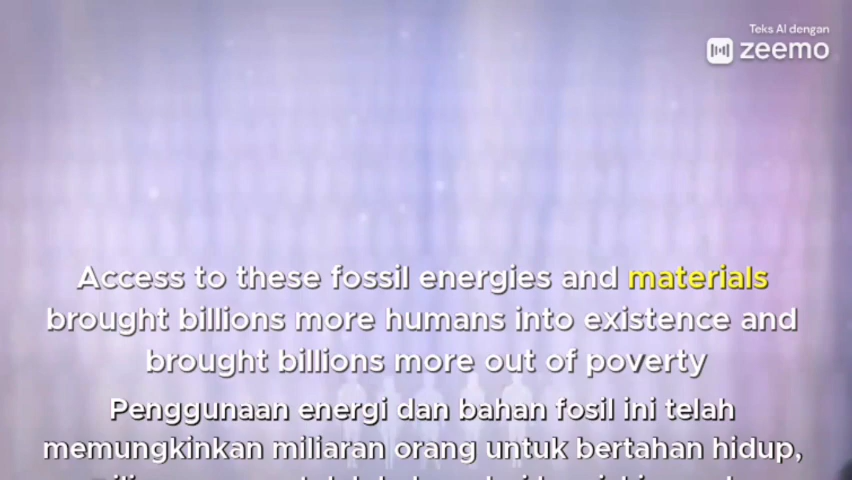 Teks AI dengan
zeemo
Access to these fossil energies and materials
brought billions more humans into existence and
brought billions more out of poverty
Penggunaan energi dan bahan fosil ini telah
memungkinkan miliaran orang untuk bertahan hidup,